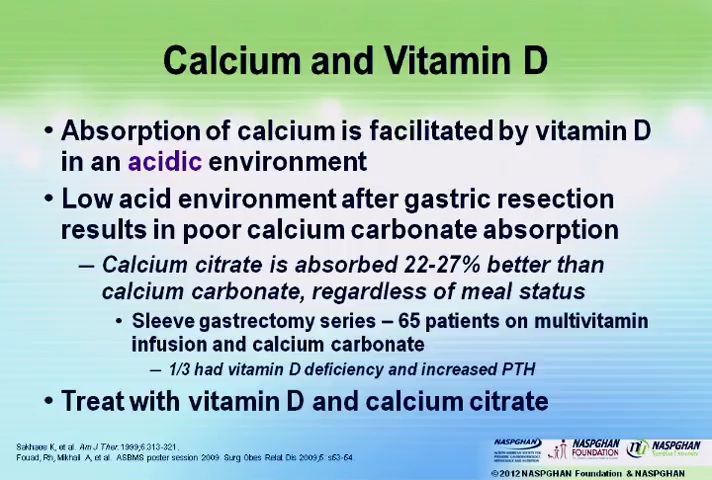 Calcium and Vitamin D
• Absorption of calcium is facilitated by vitamin D
in an acidic environment
• Low acid environment after gastric resection
results in poor calcium carbonate absorption
– Calcium citrate is absorbed 22-27% better than
calcium carbonate, regardless of meal status
• Sleeve gastrectomy series – 65 patients on multivitamin
infusion and calcium carbonate
– 1/3 had vitamin D deficiency and increased PTH
• Treat with vitamin D and calcium citrate
Sakhaee K, et al. Am J Ther. 1999;6:313-321.
Fouad, Rh, Mikhail A, et al. ASBMS poster session 2009. Surg Obes Relat Dis 2009;5: s53-64.
NASPGHAN
NASPGHAN
FOUNDATION
NASPGHAN
©2012 NASPGHAN Foundation & NASPGHAN